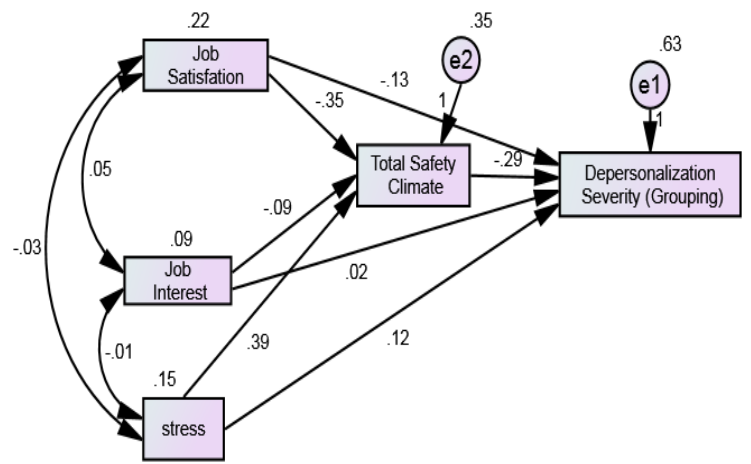 .22
.35
.63
Job
Satisfation
e2
e1
-.13
-.35
1
1
Total Safety
Climate
-.29
Depersonalization
Severity (Grouping)
.05
-.09
-.03
.09
Job
Interest
.02
-.01
.39
.12
.15
stress